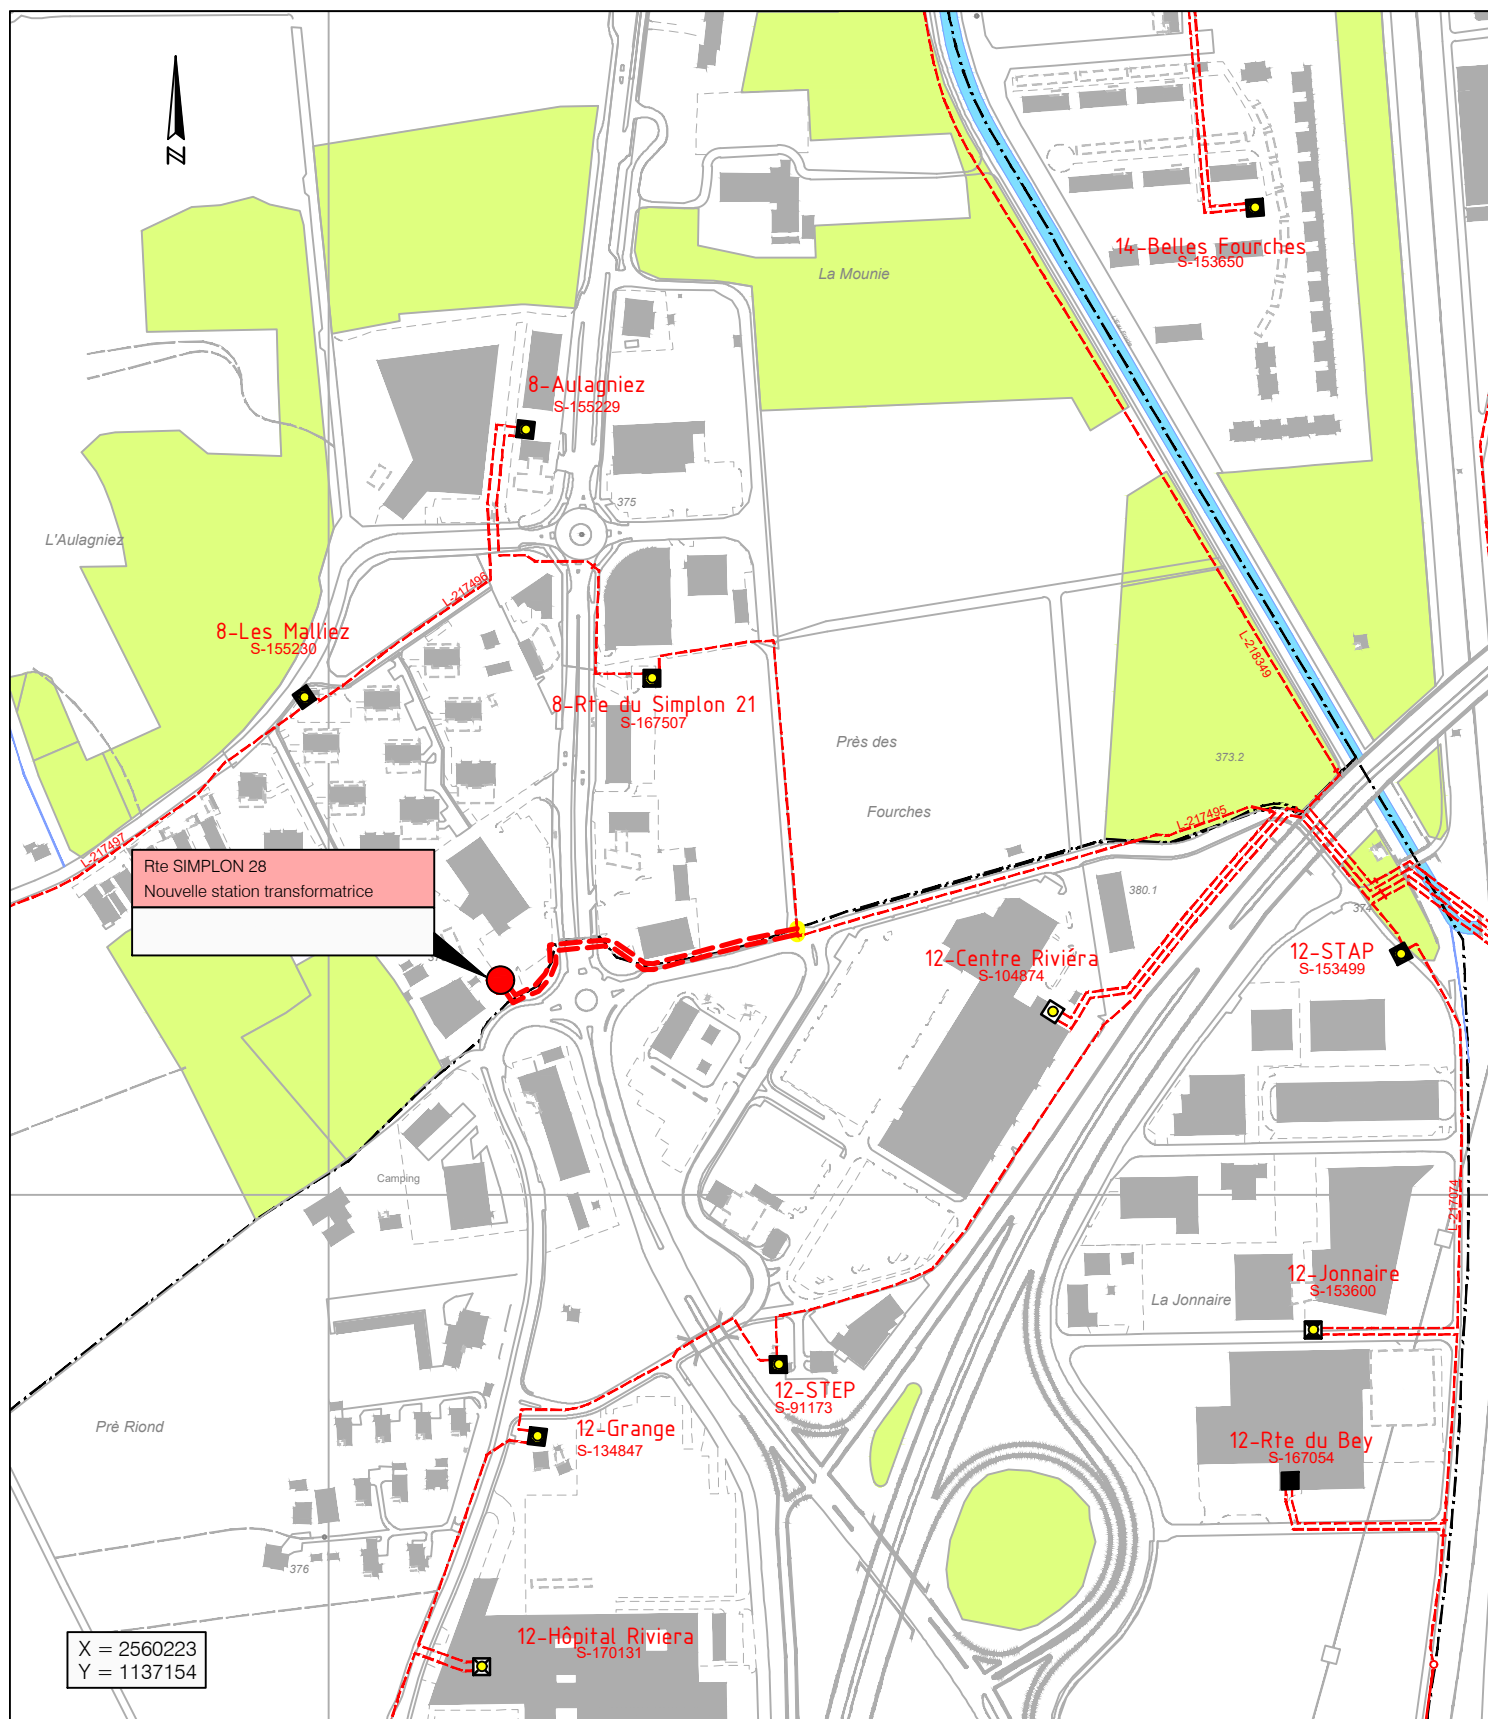 N
14-Belles Fourches
S-153650
La Mounie
8-Aulagniez
S-155229
375
L'Aulagniez
L-217496
8-Les Malliez
S-155230
L-218349
8-Rte du Simplon 21
S-167507
Près des
373.2
Fourches
L-217495
L-217497
Rte SIMPLON 28
Nouvelle station transformatrice
380.1
374
12-Centre Riviéra
S-104874
12-STAP
S-153499
Camping
L-217074
12-Jonnaire
S-153600
La Jonnaire
12-STEP
S-91173
Prè Riond
12-Grange
S-134847
12-Rte du Bey
S-167054
376
12-Hôpital Riviera
S-170131
X = 2560223
Y = 1137154